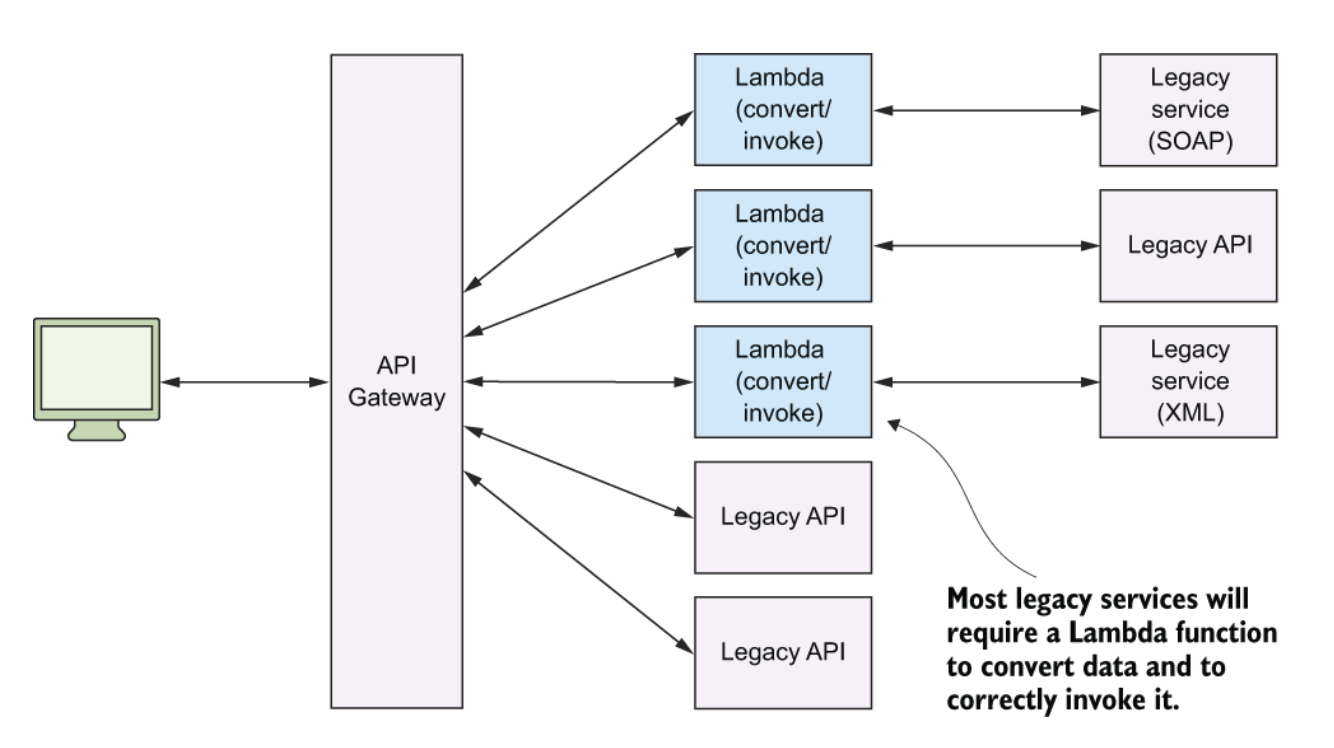 Lambda
(convert/
invoke)
Legacy
service
(SOAP)
Lambda
(convert/
invoke)
Legacy API
API
Gateway
Lambda
(convert/
invoke)
Legacy
service
(XML)
Legacy API
Legacy API
Most legacy services will
require a Lambda function
to convert data and to
correctly invoke it.